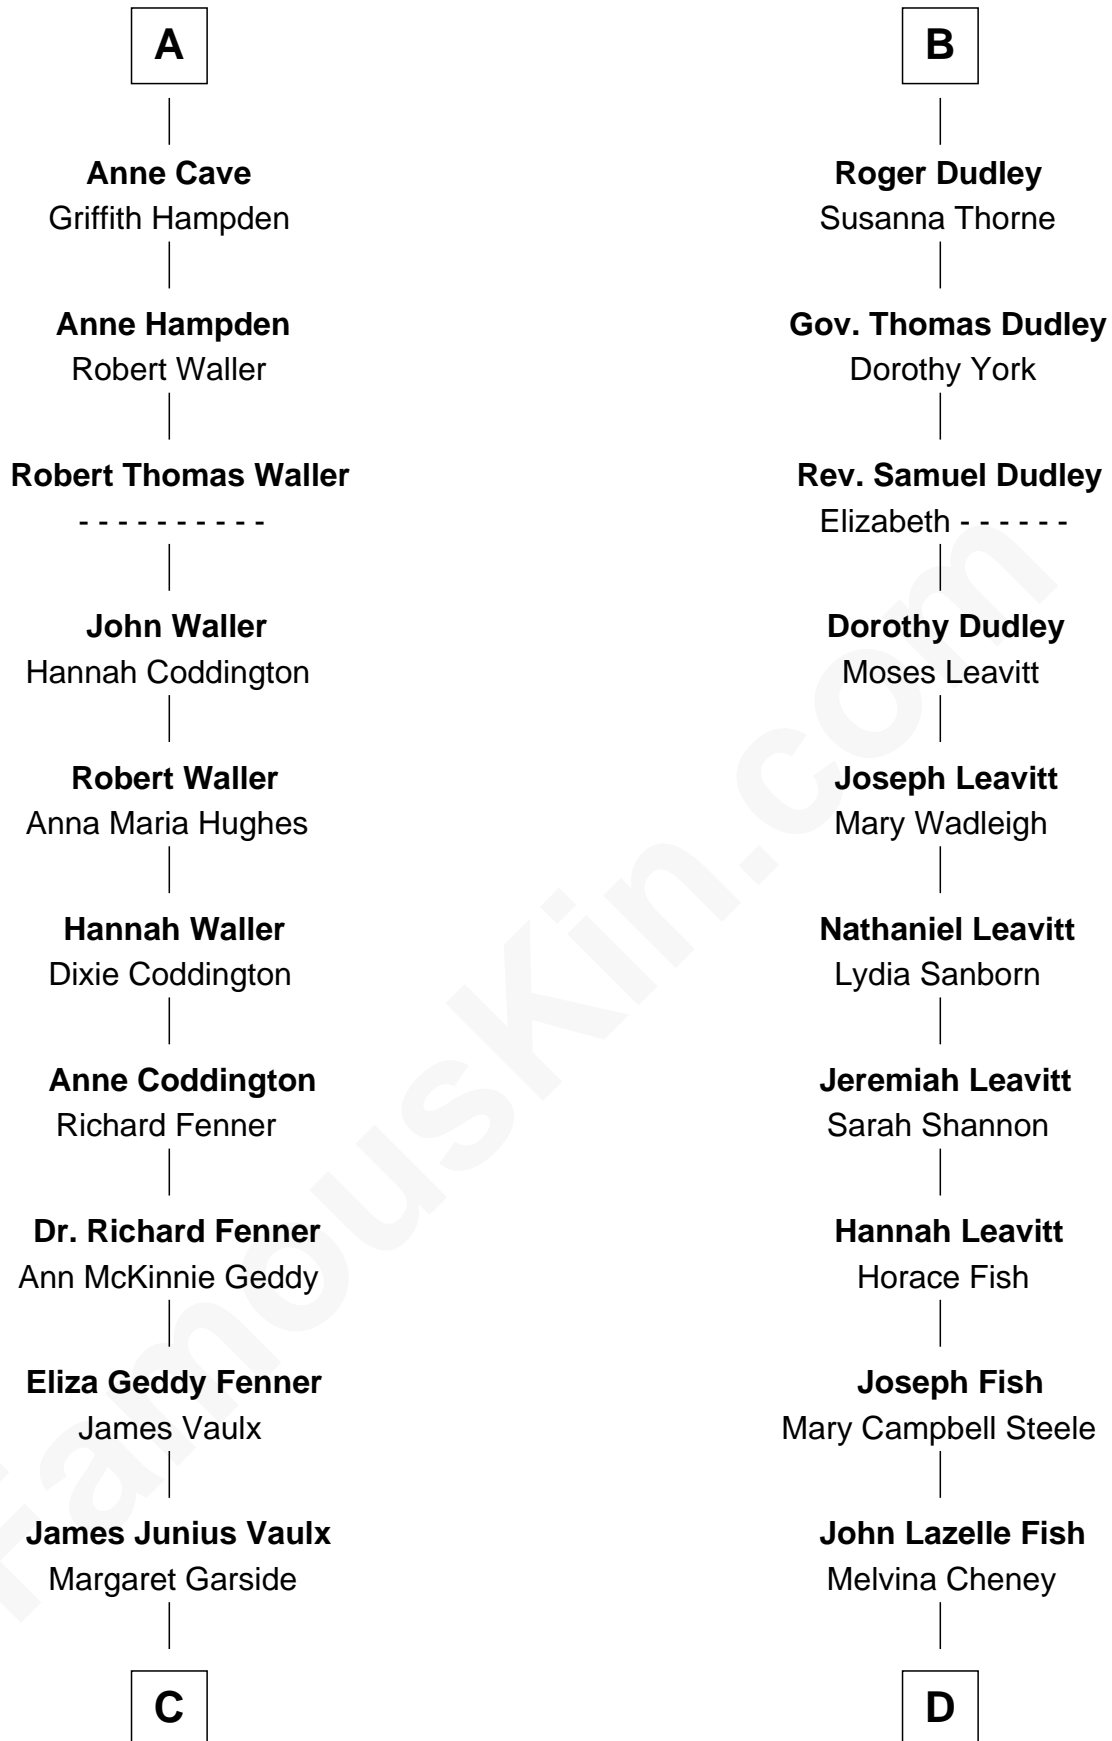 A
Anne Cave
Griffith Hampden
Anne Hampden
Robert Waller
Robert Thomas Waller
- - - - - - - - - -
John Waller
Hannah Coddington
Robert Waller
Anna Maria Hughes
Hannah Waller
Dixie Coddington
Anne Coddington
Richard Fenner
Dr. Richard Fenner
Ann McKinnie Geddy
Eliza Geddy Fenner
James Vaulx
James Junius Vaulx
Margaret Garside
C
B
Roger Dudley
Susanna Thorne
Gov. Thomas Dudley
Dorothy York
Rev. Samuel Dudley
Elizabeth - - - - - -
Dorothy Dudley
Moses Leavitt
Joseph Leavitt
Mary Wadleigh
Nathaniel Leavitt
Lydia Sanborn
Jeremiah Leavitt
Sarah Shannon
Hannah Leavitt
Horace Fish
Joseph Fish
Mary Campbell Steele
John Lazelle Fish
Melvina Cheney
D
FamousKin.com